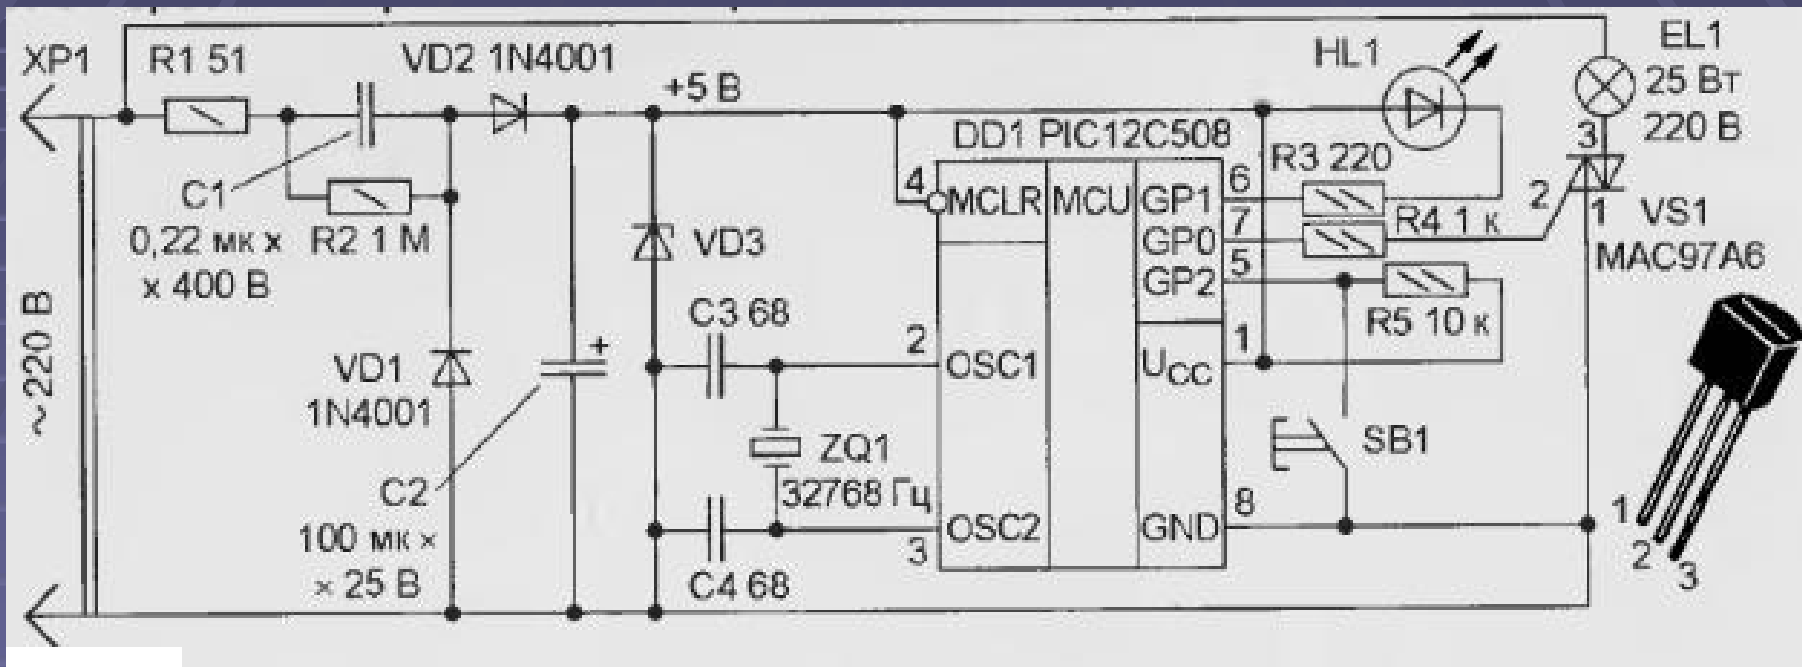 XP1
R1 51
VD2 1N4001
+5 В
HL1
EL1
25 Вт
220 В
C1
0,22 мк x
x 400 В
R2 1 М
VD3
DD1 PIC12C508
4
MCLR
MCU
GP1
6
R3 220
GP0
7
R4 1 к
GP2
5
R5 10 к
3
2
1
VS1
MAC97A6
~220 В
VD1
1N4001
+
C2
100 мк ×
× 25 В
C3 68
2
OSC1
UCC
1
ZQ1
32768 Гц
SB1
OSC2
3
GND
8
C4 68
1
2
3